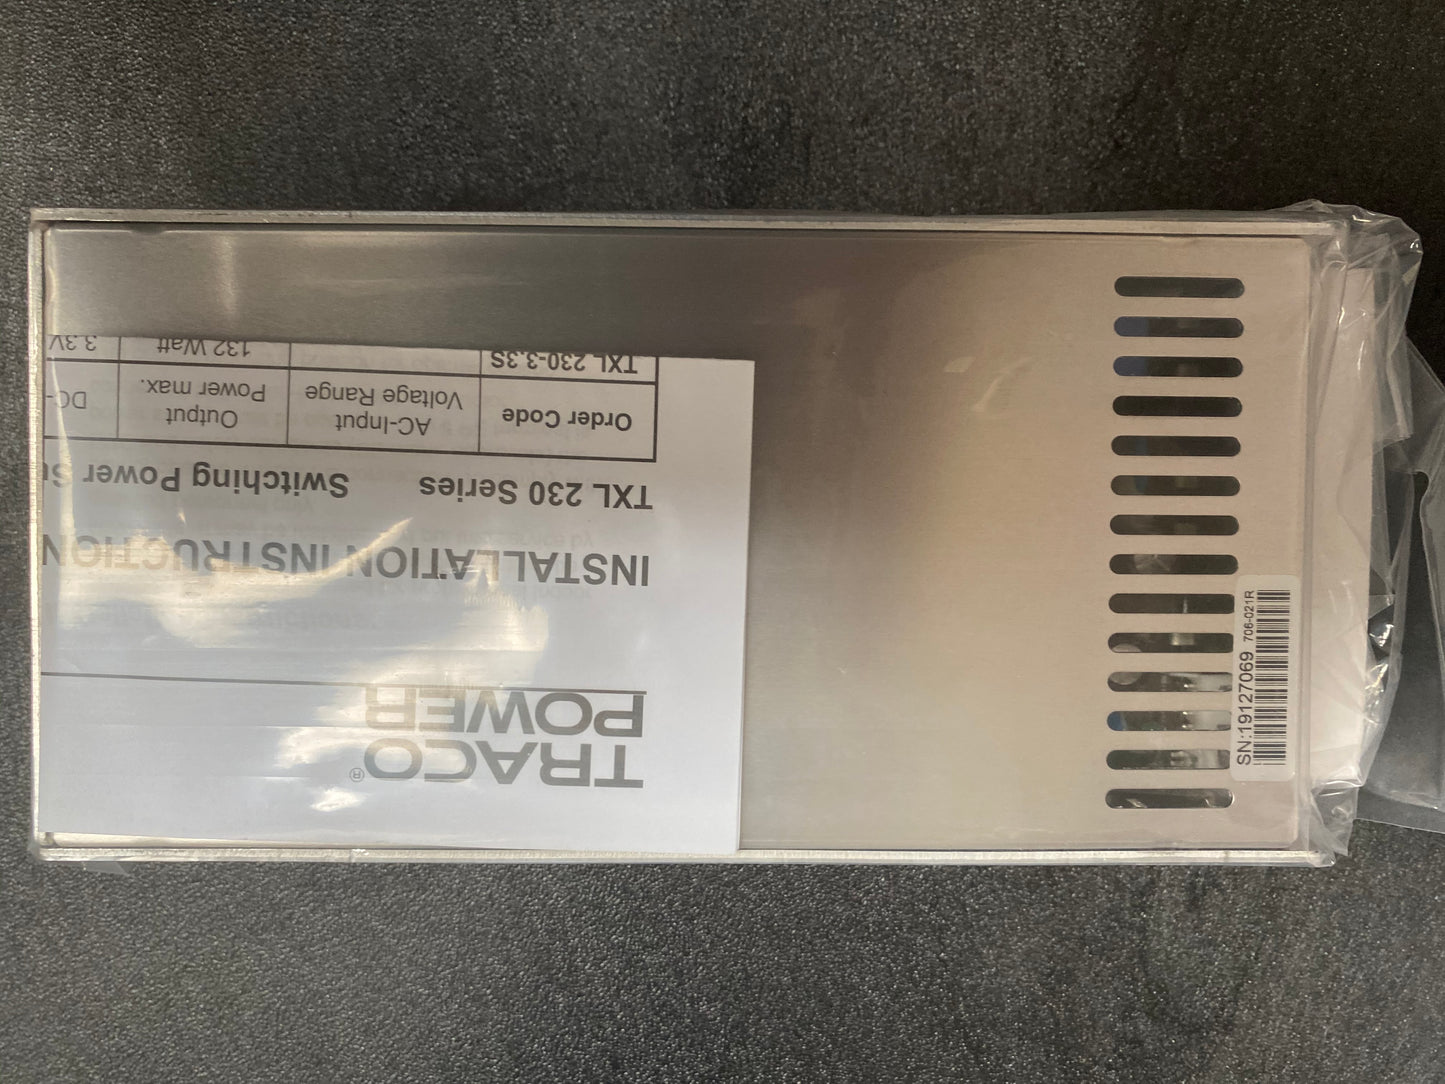 TRACO
POWER
®
INSTALLATION INSTRUCTION
TXL 230 Series Switching Power
Order Code
AC-Input
Voltage Range
Output
Power max.
DC-
TXL 230-3.3S
132 Watt
3.3V
SN:19127069 706-021R